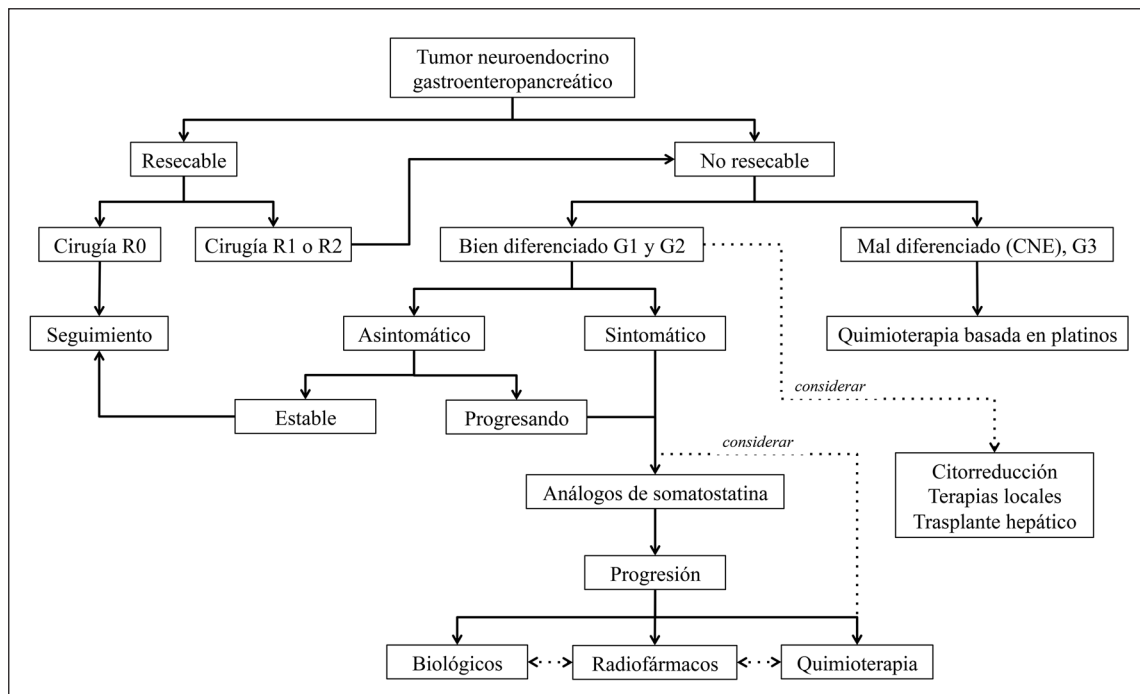 Tumor neuroendocrino
gastroenteropancreático
Resecable
No resecable
Cirugía R0
Cirugía R1 o R2
Bien diferenciado G1 y G2
Mal diferenciado (CNE), G3
Seguimiento
Asintomático
Sintomático
Quimioterapia basada en platinos
considerar
Estable
Progresando
considerar
Citorreducción
Terapias locales
Trasplante hepático
Análogos de somatostatina
Progresión
Biológicos
Radiofármacos
Quimioterapia